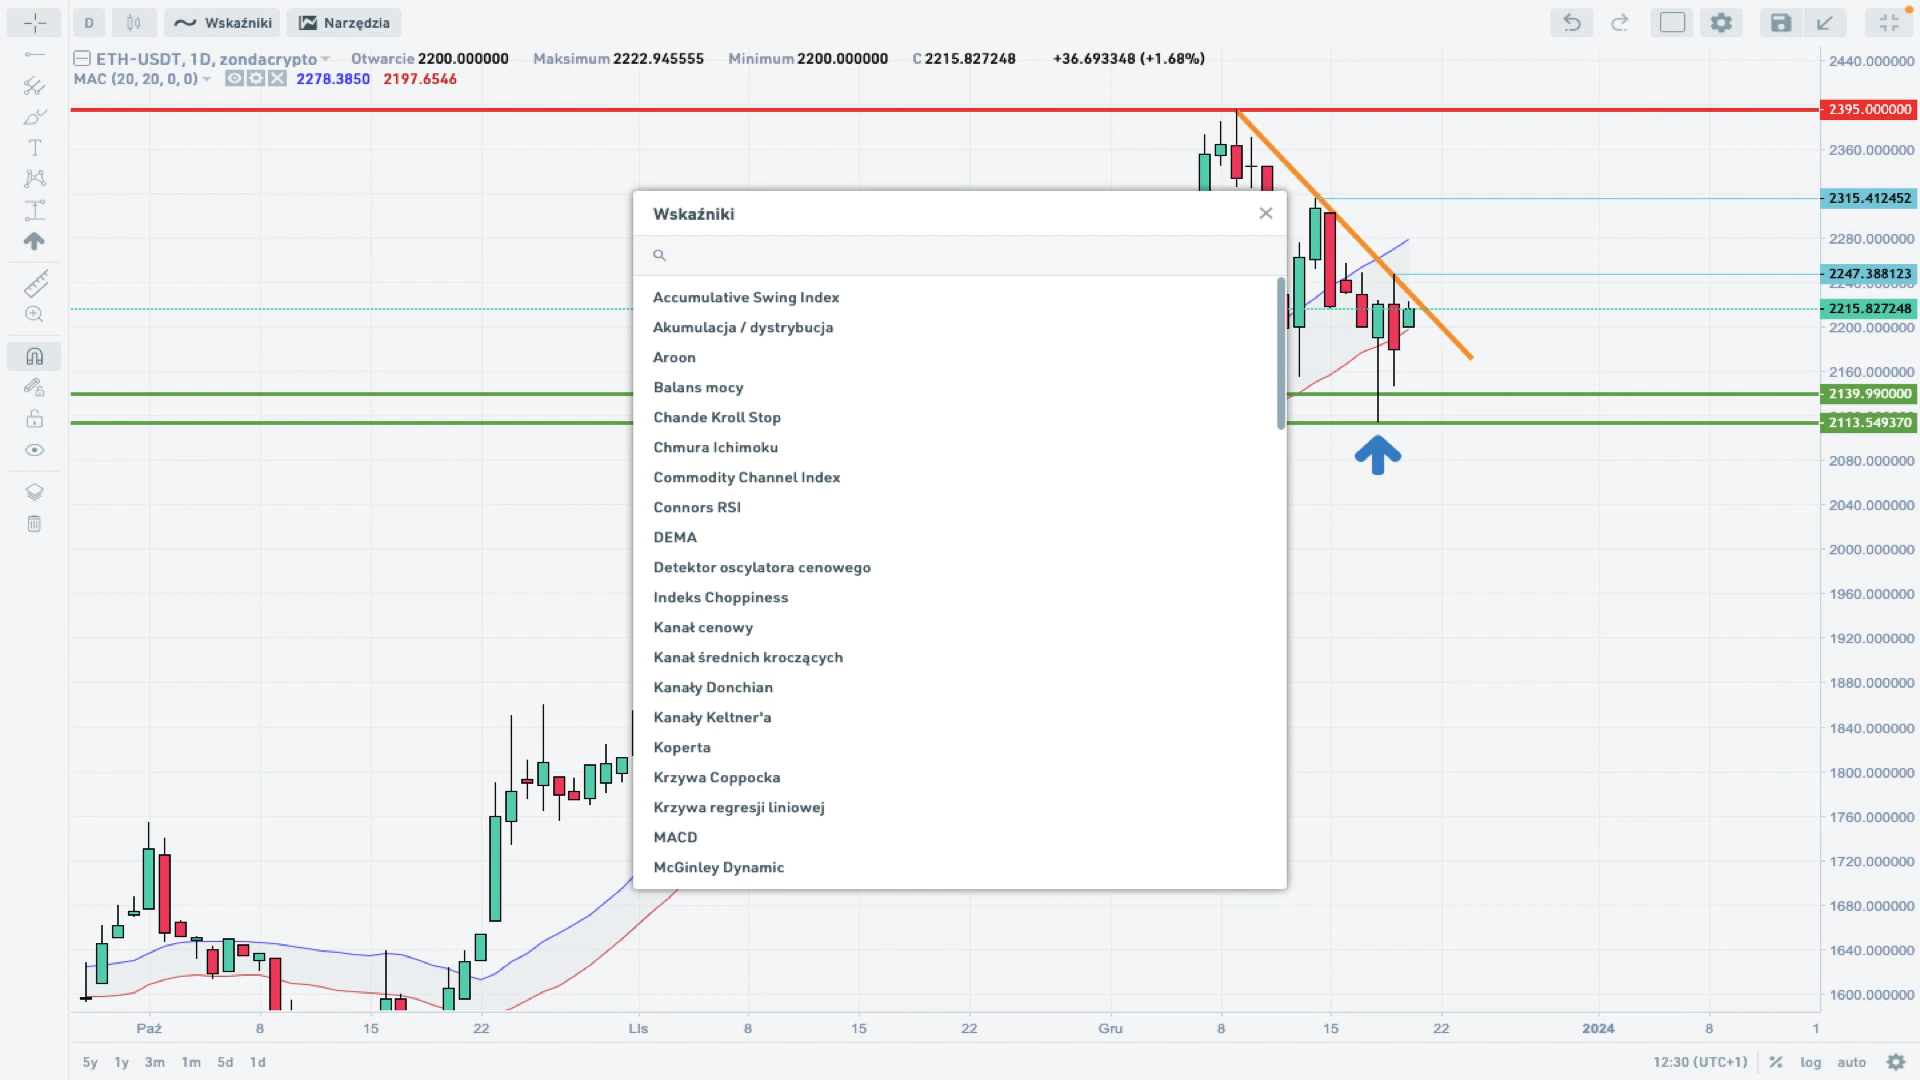 D
Wskaźniki
Narzędzia
ETH-USDT, 1D, zondacrypto Otwarcie 2200.000000 Maksimum 2222.945555 Minimum 2200.000000 C 2215.827248 +36.693348 (+1.68%)
MAC (20, 20, 0, 0) 2278.3850 2197.6546
Wskaźniki
Accumulative Swing Index
Akumulacja / dystrybucja
Aroon
Balans mocy
Chande Kroll Stop
Chmura Ichimoku
Commodity Channel Index
Connors RSI
DEMA
Detektor oscylatora cenowego
Indeks Choppiness
Kanał cenowy
Kanał średnich kroczących
Kanały Donchian
Kanały Keltner'a
Koperta
Krzywa Coppocka
Krzywa regresji liniowej
MACD
McGinley Dynamic
2440.000000
2395.000000
2360.000000
2315.412452
2280.000000
2247.388123
2240.000000
2215.827248
2200.000000
2160.000000
2139.990000
2113.549370
2080.000000
2040.000000
2000.000000
1960.000000
1920.000000
1880.000000
1840.000000
1800.000000
1760.000000
1720.000000
1680.000000
1640.000000
1600.000000
Paź 8 15 22 Lis 8 15 22 Gru 8 15 22 2024 8 1
5y 1y 3m 1m 5d 1d
12:30 (UTC+1) % log auto